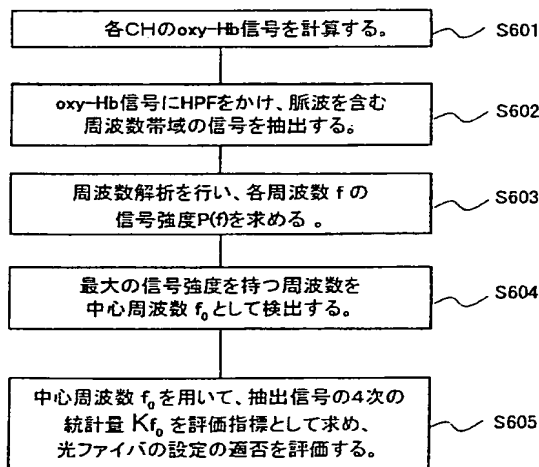 各CHのoxy-Hb信号を計算する。
S601
oxy-Hb信号にHPFをかけ、脈波を含む
周波数帯域の信号を抽出する。
S602
周波数解析を行い、各周波数 f の
信号強度P(f)を求める 。
S603
最大の信号強度を持つ周波数を
中心周波数 f₀として検出する。
S604
中心周波数 f₀を用いて、抽出信号の4次の
統計量 Kf₀ を評価指標として求め、
光ファイバの設定の適否を評価する。
S605